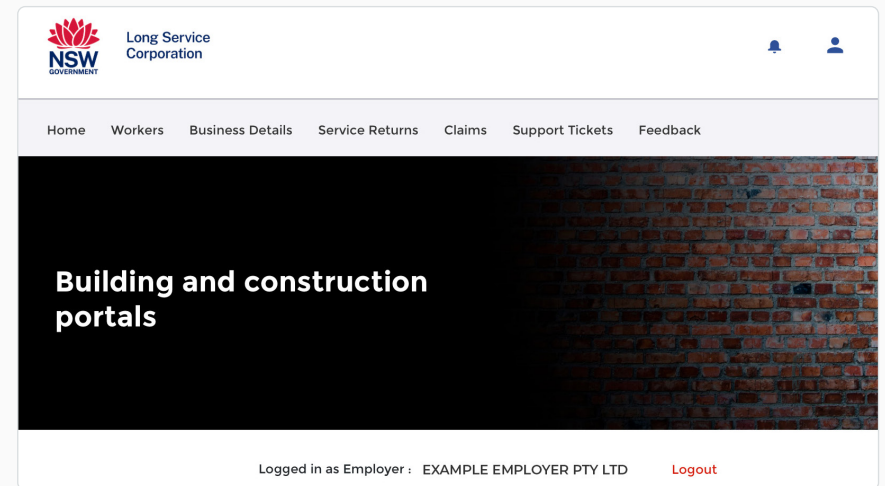 Long Service
Corporation
NSW
GOVERNMENT
Home Workers Business Details Service Returns Claims Support Tickets Feedback
Building and construction
portals
Logged in as Employer : EXAMPLE EMPLOYER PTY LTD Logout